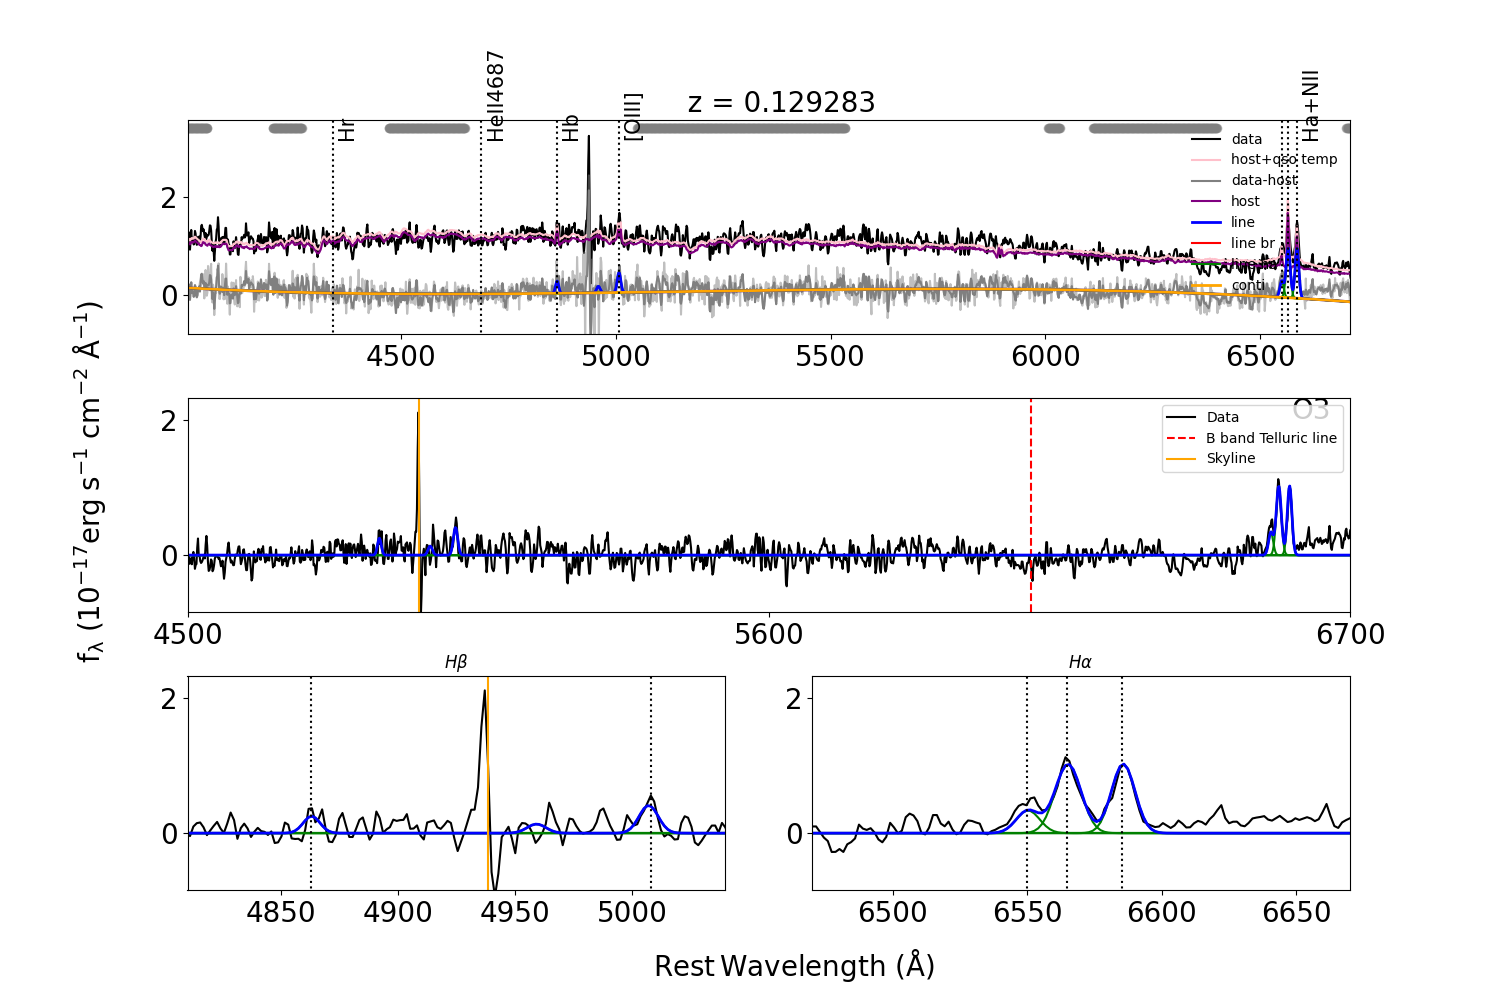 z = 0.129283
Hr
HeII4687
Hb
[OIII]
Ha+NII
data
host+qso temp
data-host
host
line
line br
conti
2
0
4500
5000
5500
6000
6500
O3
Data
B band Telluric line
Skyline
2
0
4500
5600
6700
fλ (10⁻¹⁷erg s⁻¹ cm⁻² Å⁻¹)
Hβ
2
0
4850
4900
4950
5000
Hα
2
0
6500
6550
6600
6650
Rest Wavelength (Å)